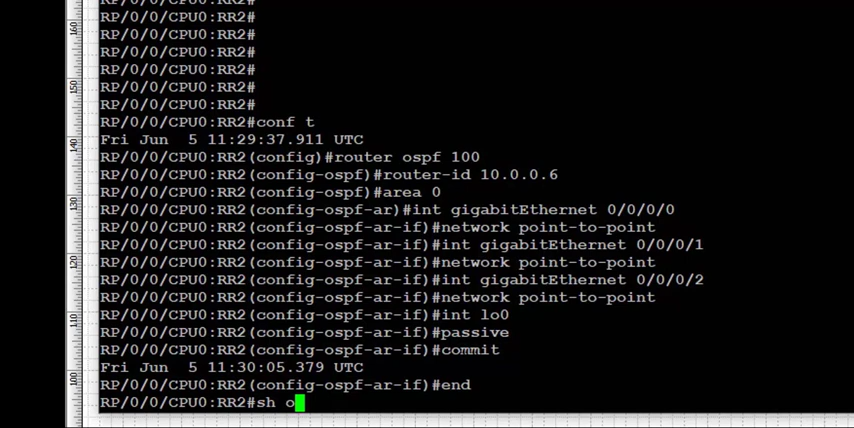 RP/0/0/CPU0:RR2#
RP/0/0/CPU0:RR2#
RP/0/0/CPU0:RR2#
RP/0/0/CPU0:RR2#
RP/0/0/CPU0:RR2#
RP/0/0/CPU0:RR2#
RP/0/0/CPU0:RR2#
RP/0/0/CPU0:RR2#conf t
Fri Jun  5 11:29:37.911 UTC
RP/0/0/CPU0:RR2(config)#router ospf 100
RP/0/0/CPU0:RR2(config-ospf)#router-id 10.0.0.6
RP/0/0/CPU0:RR2(config-ospf)#area 0
RP/0/0/CPU0:RR2(config-ospf-ar)#int gigabitEthernet 0/0/0/0
RP/0/0/CPU0:RR2(config-ospf-ar-if)#network point-to-point
RP/0/0/CPU0:RR2(config-ospf-ar-if)#int gigabitEthernet 0/0/0/1
RP/0/0/CPU0:RR2(config-ospf-ar-if)#network point-to-point
RP/0/0/CPU0:RR2(config-ospf-ar-if)#int gigabitEthernet 0/0/0/2
RP/0/0/CPU0:RR2(config-ospf-ar-if)#network point-to-point
RP/0/0/CPU0:RR2(config-ospf-ar-if)#int lo0
RP/0/0/CPU0:RR2(config-ospf-ar-if)#passive
RP/0/0/CPU0:RR2(config-ospf-ar-if)#commit
Fri Jun  5 11:30:05.379 UTC
RP/0/0/CPU0:RR2(config-ospf-ar-if)#end
RP/0/0/CPU0:RR2#sh o
160
150
140
130
120
110
100